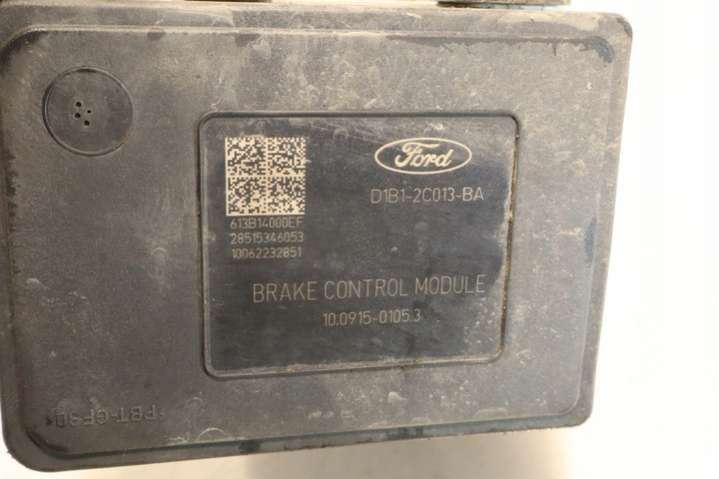 Ford
D1B1-2C013-BA
613B14000EF
28515346053
10062232851
BRAKE CONTROL MODULE
10.0915-0105.3
>PBT-GF30